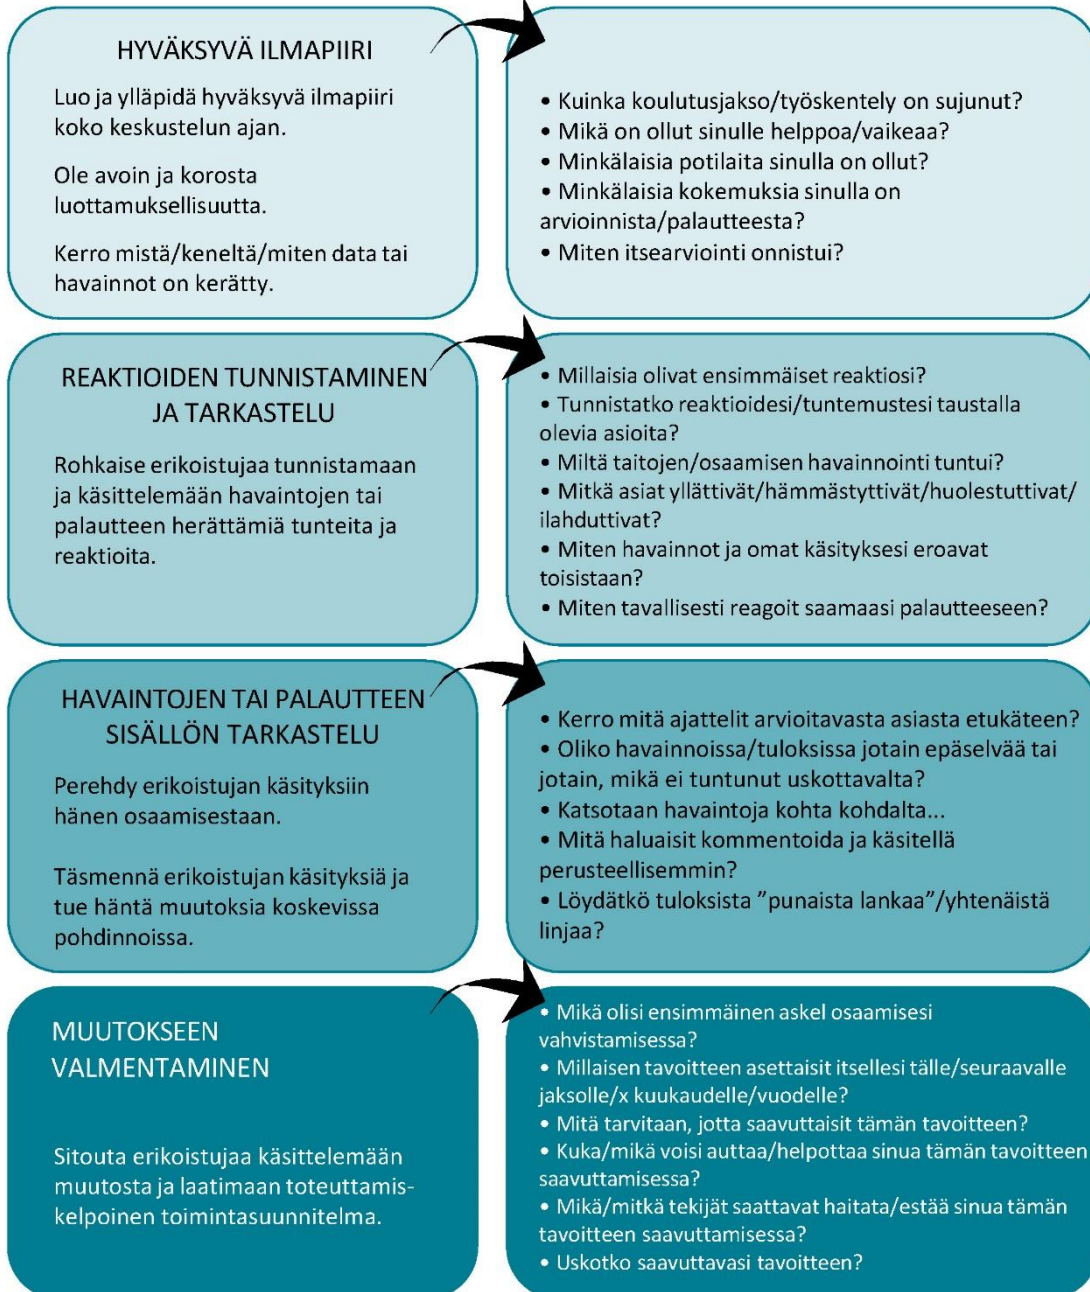 HYVÄKSYVÄ ILMAPIIRI
Luo ja ylläpidä hyväksyvä ilmapiiri
koko keskustelun ajan.
Ole avoin ja korosta
luottamuksellisuutta.
Kerro mistä/keneltä/miten data tai
havainnot on kerätty.
• Kuinka koulutusjakso/työskentely on sujunut?
• Mikä on ollut sinulle helppoa/vaikeaa?
• Minkälaisia potilaita sinulla on ollut?
• Minkälaisia kokemuksia sinulla on
arvioinnista/palautteesta?
• Miten itsearviointi onnistui?
REAKTIOIDEN TUNNISTAMINEN
JA TARKASTELU
Rohkaise erikoistujaa tunnistamaan
ja käsittelemään havaintojen tai
palautteen herättämiä tunteita ja
reaktioita.
• Millaisia olivat ensimmäiset reaktiosi?
• Tunnistatko reaktioidesi/tuntemustesi taustalla
olevia asioita?
• Miltä taitojen/osaamisen havainnointi tuntui?
• Mitkä asiat yllättivät/hämmästyttivät/huolestuttivat/
ilahduttivat?
• Miten havainnot ja omat käsityksesi eroavat
toisistaan?
• Miten tavallisesti reagoit saamaasi palautteeseen?
HAVAINTOJEN TAI PALAUTTEEN
SISÄLLÖN TARKASTELU
Perehdy erikoistujan käsityksiin
hänen osaamisestaan.
Täsmennä erikoistujan käsityksiä ja
tue häntä muutoksia koskevissa
pohdinnoissa.
• Kerro mitä ajattelit arvioitavasta asiasta etukäteen?
• Oliko havainnoissa/tuloksissa jotain epäselvää tai
jotain, mikä ei tuntunut uskottavalta?
• Katsotaan havaintoja kohta kohdalta...
• Mitä haluaisit kommentoida ja käsitellä
perusteellisemmin?
• Löydätkö tuloksista ”punaista lankaa”/yhtenäistä
linjaa?
MUUTOKSEEN
VALMENTAMINEN
Sitouta erikoistujaa käsittelemään
muutosta ja laatimaan toteuttamis-
kelpoinen toimintasuunnitelma.
• Mikä olisi ensimmäinen askel osaamisesi
vahvistamisessa?
• Millaisen tavoitteen asettaisit itsellesi tälle/seuraavalle
jaksolle/x kuukaudelle/vuodelle?
• Mitä tarvitaan, jotta saavuttaisit tämän tavoitteen?
• Kuka/mikä voisi auttaa/helpottaa sinua tämän tavoitteen
saavuttamisessa?
• Mikä/mitkä tekijät saattavat haitata/estää sinua tämän
tavoitteen saavuttamisessa?
• Uskotko saavuttavasi tavoitteen?